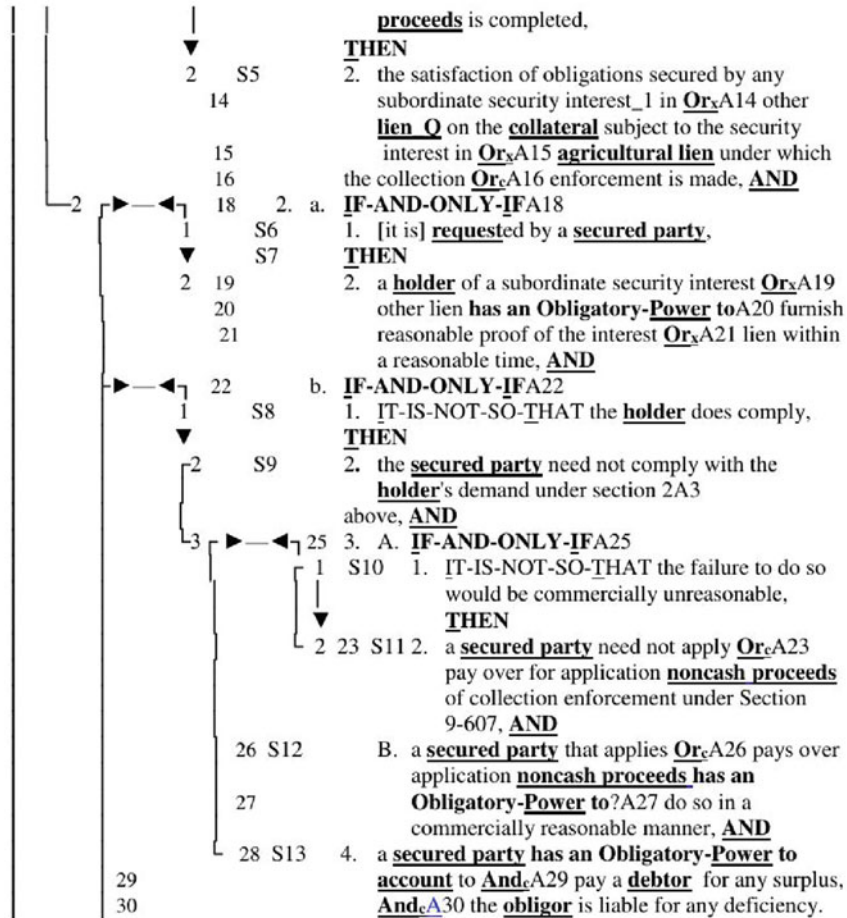 proceeds is completed,
THEN
2 S5 2. the satisfaction of obligations secured by any
14 subordinate security interest_1 in OrxA14 other
lien_Q on the collateral subject to the security
15 interest in OrxA15 agricultural lien under which
16 the collection OreA16 enforcement is made, AND
2 18 2. a. IF-AND-ONLY-IFA18
1 S6 1. [it is] requested by a secured party,
S7 THEN
2 19 2. a holder of a subordinate security interest OrxA19
20 other lien has an Obligatory-Power toA20 furnish
21 reasonable proof of the interest OrxA21 lien within
a reasonable time, AND
22 b. IF-AND-ONLY-IFA22
1 S8 1. IT-IS-NOT-SO-THAT the holder does comply,
THEN
2 S9 2. the secured party need not comply with the
holder's demand under section 2A3
above, AND
3 25 3. A. IF-AND-ONLY-IFA25
1 S10 1. IT-IS-NOT-SO-THAT the failure to do so
would be commercially unreasonable,
THEN
2 23 S11 2. a secured party need not apply OreA23
pay over for application noncash proceeds
of collection enforcement under Section
9-607, AND
26 S12 B. a secured party that applies OreA26 pays over
application noncash proceeds has an
27 Obligatory-Power to?A27 do so in a
commercially reasonable manner, AND
28 S13 4. a secured party has an Obligatory-Power to
29 account to AndeA29 pay a debtor for any surplus,
30 AndeA30 the obligor is liable for any deficiency.